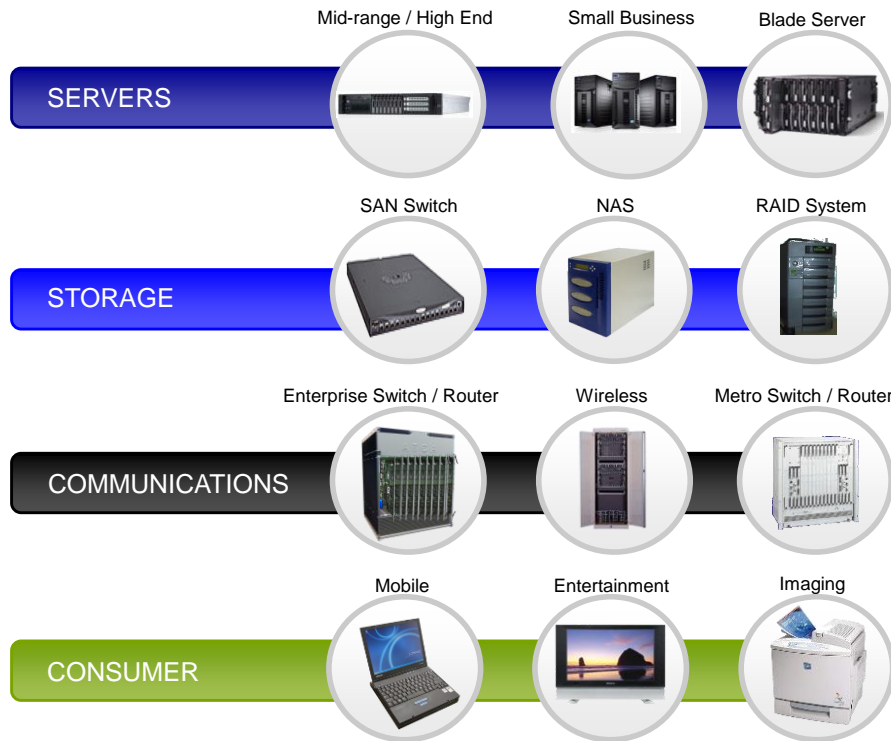 Mid-range / High End
Small Business
Blade Server
SERVERS
SAN Switch
NAS
RAID System
STORAGE
Enterprise Switch / Router
Wireless
Metro Switch / Router
COMMUNICATIONS
Mobile
Entertainment
Imaging
CONSUMER